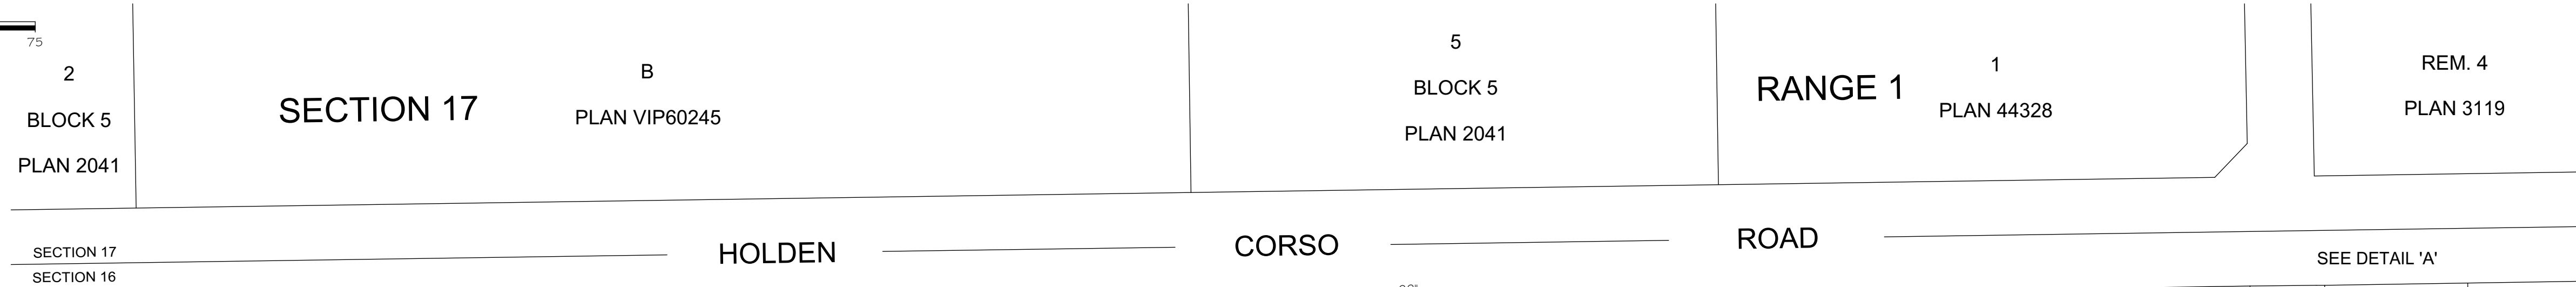 75
2
BLOCK 5
PLAN 2041
SECTION 17
B
PLAN VIP60245
5
BLOCK 5
PLAN 2041
RANGE 1
1
PLAN 44328
REM. 4
PLAN 3119
SECTION 17
SECTION 16
HOLDEN CORSO ROAD
SEE DETAIL 'A'